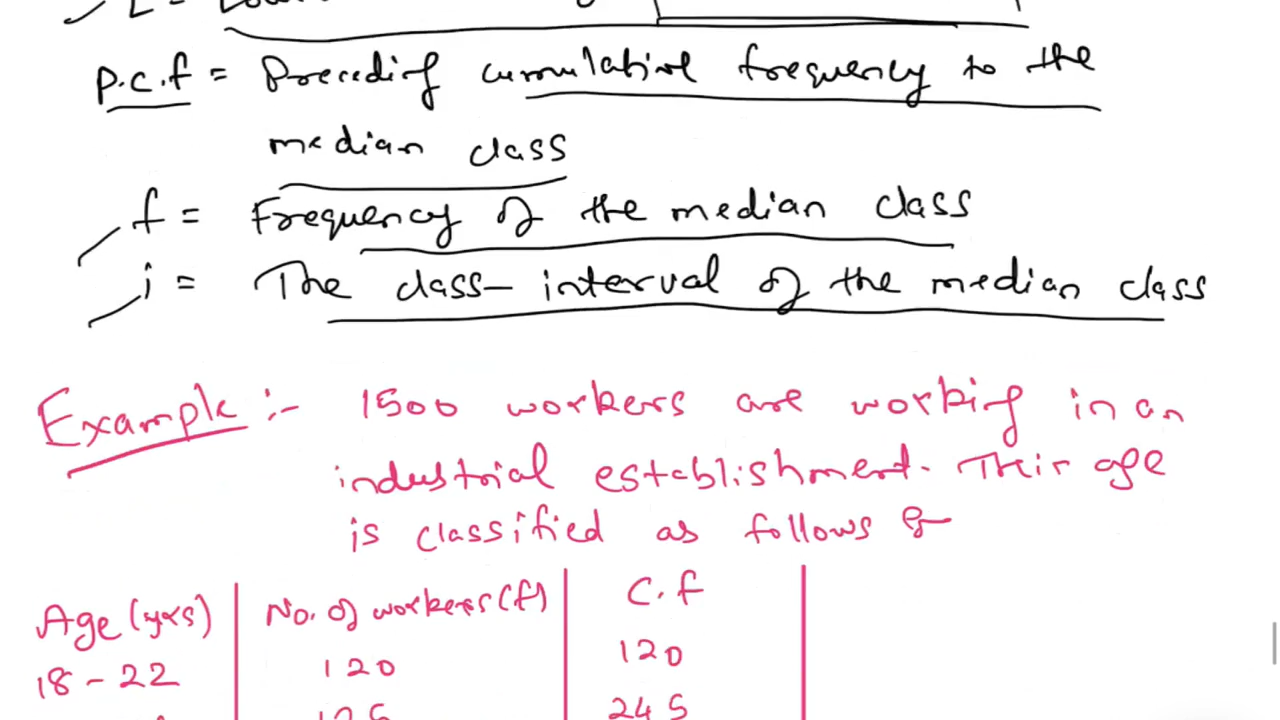 L = Lower
p.c.f = Preceding cumulative frequency to the
median class
f = Frequency of the median class
i = The class-interval of the median class
Example :- 1500 workers are working in an
industrial establishment. Their age
is classified as follows :-
Age (yrs) No. of workers (f) C.f
18 - 22 120 120
125 245